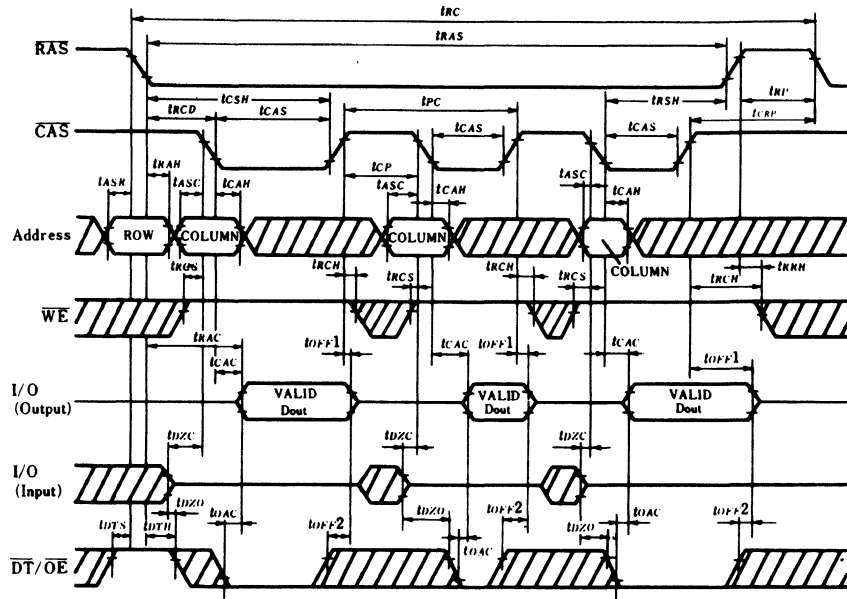 tRC
tRAS
RAS
tCSH
tPC
tRSH
tRP
tRCD
tCAS
tCRP
CAS
tCAS
tCAS
tASR
tRAH
tASC
tCAH
tCP
tASC
tCAH
tASC
tCAH
Address
ROW
COLUMN
COLUMN
COLUMN
tRCS
tRCH
tRCS
tRCH
tRCS
tRCH
tRRH
WE
tRAC
tCAC
tOFF1
tCAC
tOFF1
tCAC
tOFF1
I/O
(Output)
VALID
Dout
VALID
Dout
VALID
Dout
tDZC
tDZC
tDZC
I/O
(Input)
tDZO
tOAC
tOFF2
tDZO
tOFF2
tDZO
tOAC
tOFF2
tDTS
tDTH
tOAC
DT/OE